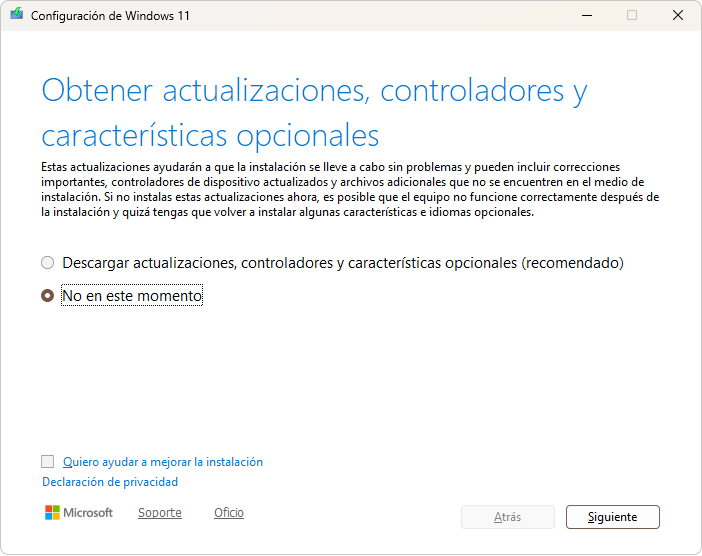 Configuración de Windows 11
Obtener actualizaciones, controladores y
características opcionales
Estas actualizaciones ayudarán a que la instalación se lleve a cabo sin problemas y pueden incluir correcciones
importantes, controladores de dispositivo actualizados y archivos adicionales que no se encuentren en el medio de
instalación. Si no instalas estas actualizaciones ahora, es posible que el equipo no funcione correctamente después de
la instalación y quizá tengas que volver a instalar algunas características e idiomas opcionales.
Descargar actualizaciones, controladores y características opcionales (recomendado)
No en este momento
Quiero ayudar a mejorar la instalación
Declaración de privacidad
Microsoft Soporte Oficio Atrás Siguiente